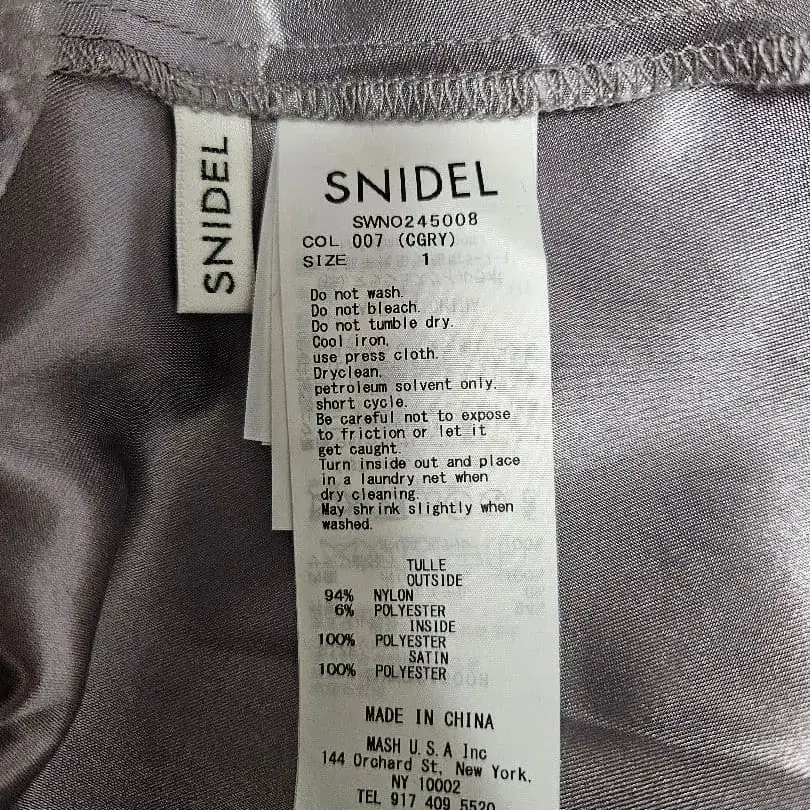 SNIDEL
SNIDEL
SWNO245008
COL 007 (CGRY)
SIZE 1
Do not wash.
Do not bleach.
Do not tumble dry.
Cool iron.
use press cloth.
Dryclean.
petroleum solvent only.
short cycle.
Be careful not to expose
to friction or let it
get caught.
Turn inside out and place
in a laundry net when
dry cleaning.
May shrink slightly when
washed.
TULLE
OUTSIDE
94% NYLON
6% POLYESTER
INSIDE
100% POLYESTER
SATIN
100% POLYESTER
MADE IN CHINA
MASH U.S.A Inc
144 Orchard St, New York.
NY 10002
TEL 917 409 5520